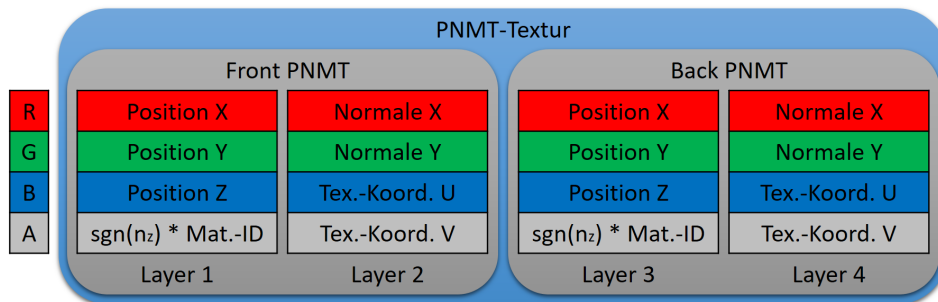 PNMT-Textur
Front PNMT Back PNMT
R Position X Normale X Position X Normale X
G Position Y Normale Y Position Y Normale Y
B Position Z Tex.-Koord. U Position Z Tex.-Koord. U
A sgn(nz) * Mat.-ID Tex.-Koord. V sgn(nz) * Mat.-ID Tex.-Koord. V
Layer 1 Layer 2 Layer 3 Layer 4